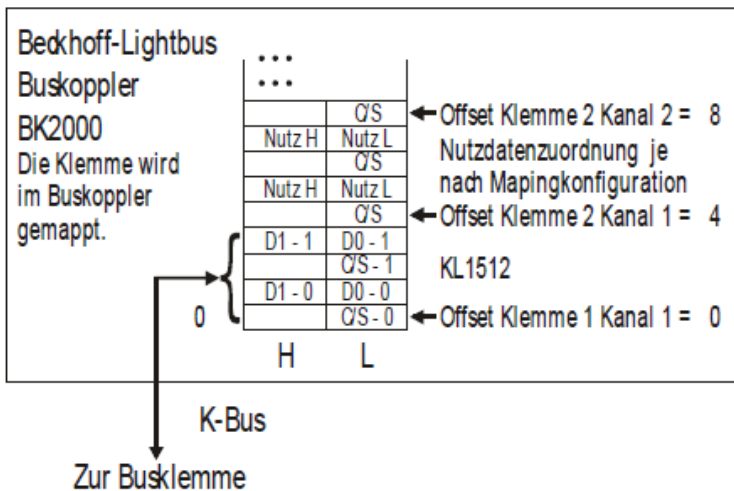 Beckhoff-Lightbus
Buskoppler
BK2000
Die Klemme wird
im Buskoppler
gemappt.
• • •
• • •
C/S
Nutz H Nutz L
C/S
Nutz H Nutz L
C/S
D1 - 1 D0 - 1
C/S - 1
D1 - 0 D0 - 0
0 C/S - 0
H L
Offset Klemme 2 Kanal 2 = 8
Nutzdatenzuordnung je
nach Mapingkonfiguration
Offset Klemme 2 Kanal 1 = 4
KL1512
Offset Klemme 1 Kanal 1 = 0
K-Bus
Zur Busklemme